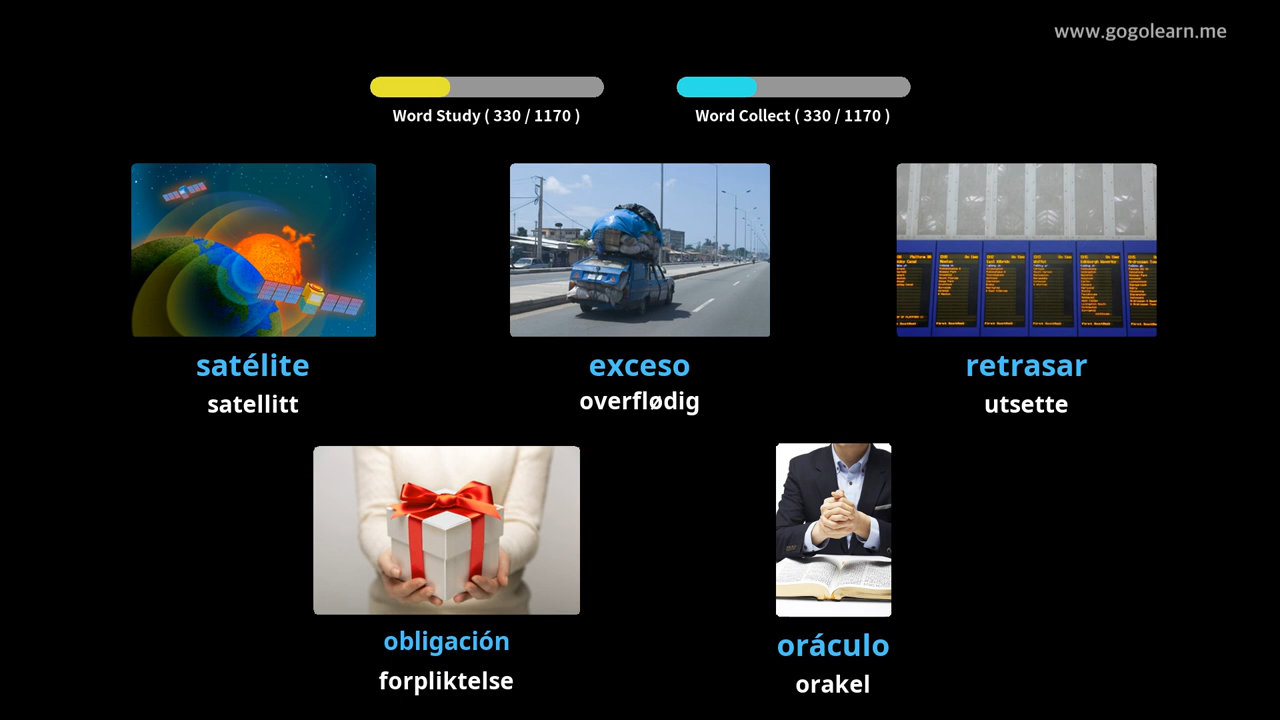 www.gogolearn.me
Word Study ( 330 / 1170 )
Word Collect ( 330 / 1170 )
satélite
satellitt
exceso
overflødig
retrasar
utsette
obligación
forpliktelse
oráculo
orakel